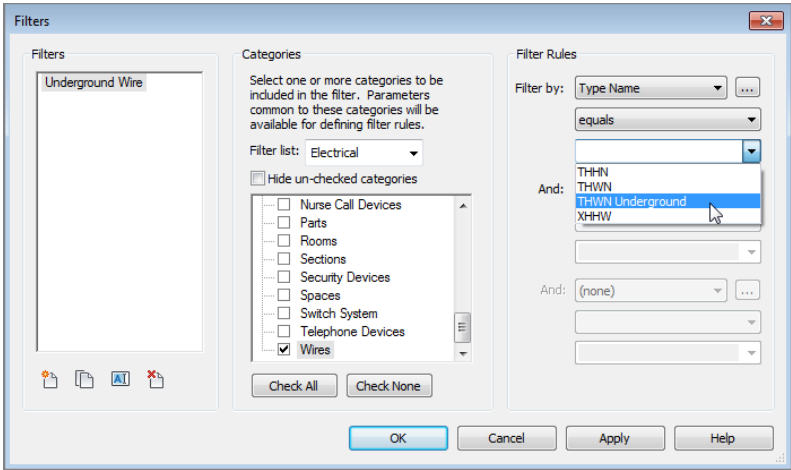 Filters
Filters
Underground Wire
Categories
Select one or more categories to be
included in the filter. Parameters
common to these categories will be
available for defining filter rules.
Filter list: Electrical
Hide un-checked categories
Nurse Call Devices
Parts
Rooms
Sections
Security Devices
Spaces
Switch System
Telephone Devices
Wires
Check All Check None
Filter Rules
Filter by: Type Name ...
equals
THHN
And: THWN
THWN Underground
XHHW
And: (none) ...
OK Cancel Apply Help